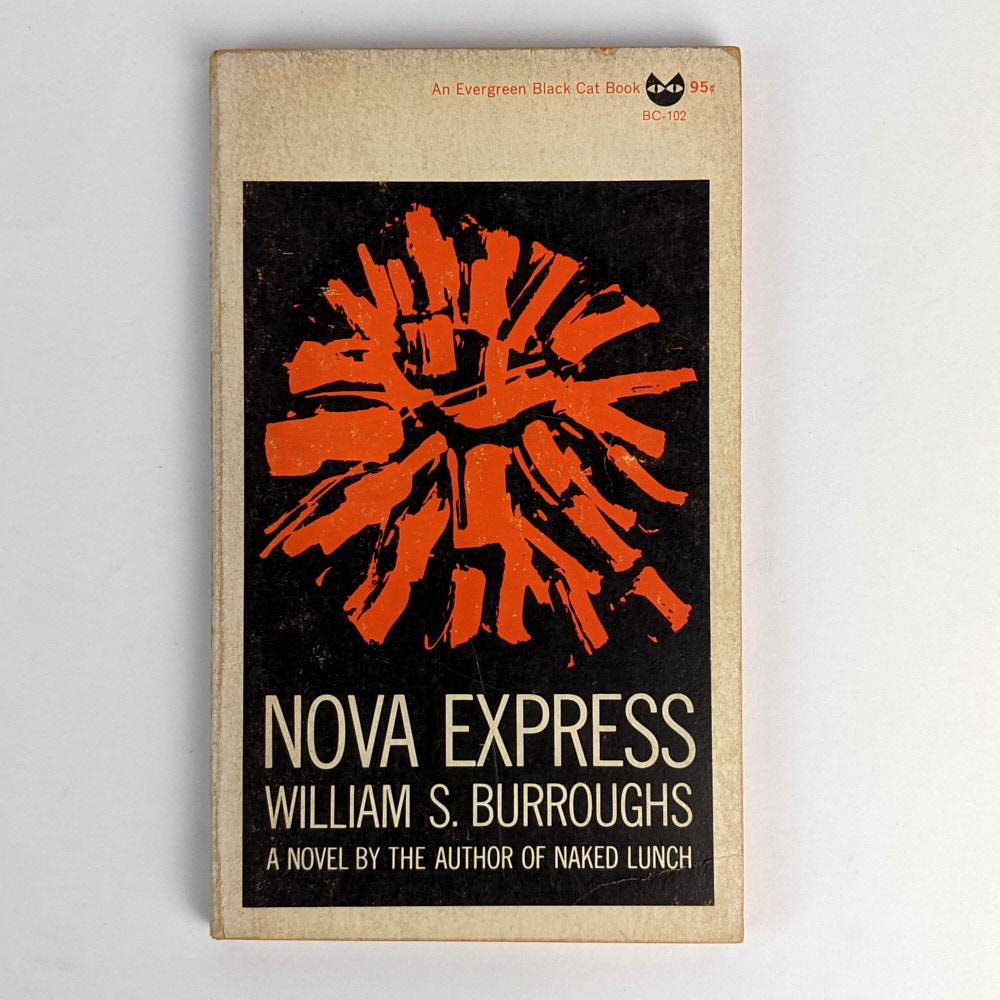 An Evergreen Black Cat Book 95¢
BC-102
NOVA EXPRESS
WILLIAM S. BURROUGHS
A NOVEL BY THE AUTHOR OF NAKED LUNCH